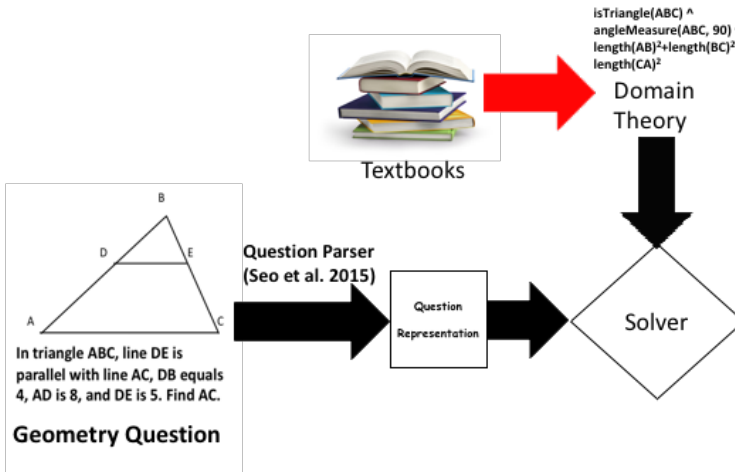 isTriangle(ABC) ^
angleMeasure(ABC, 90)
length(AB)²+length(BC)²
length(CA)²
Domain
Theory
Textbooks
B
D
E
A
C
Question Parser
(Seo et al. 2015)
Question
Representation
Solver
In triangle ABC, line DE is
parallel with line AC, DB equals
4, AD is 8, and DE is 5. Find AC.
Geometry Question